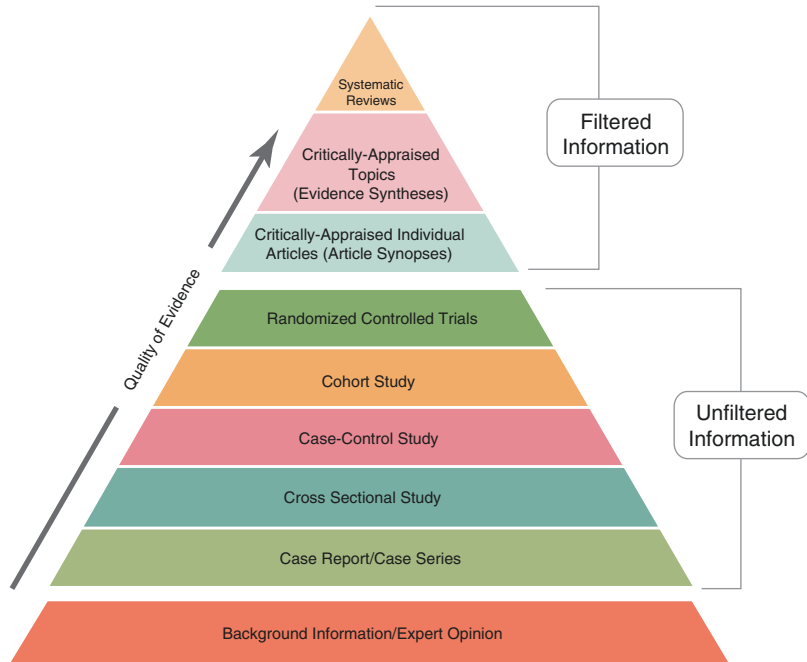 Systematic
Reviews
Critically-Appraised
Topics
(Evidence Syntheses)
Critically-Appraised Individual
Articles (Article Synopses)
Filtered
Information
Quality of Evidence
Randomized Controlled Trials
Cohort Study
Case-Control Study
Unfiltered
Information
Cross Sectional Study
Case Report/Case Series
Background Information/Expert Opinion